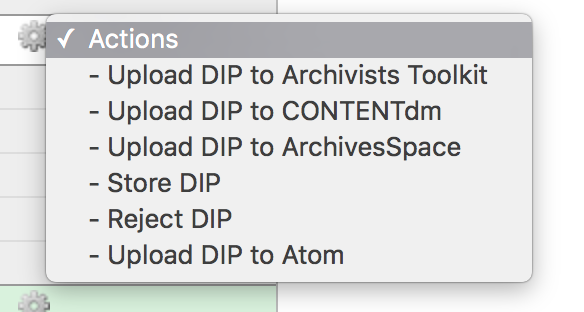 ✓ Actions
- Upload DIP to Archivists Toolkit
- Upload DIP to CONTENTdm
- Upload DIP to ArchivesSpace
- Store DIP
- Reject DIP
- Upload DIP to Atom